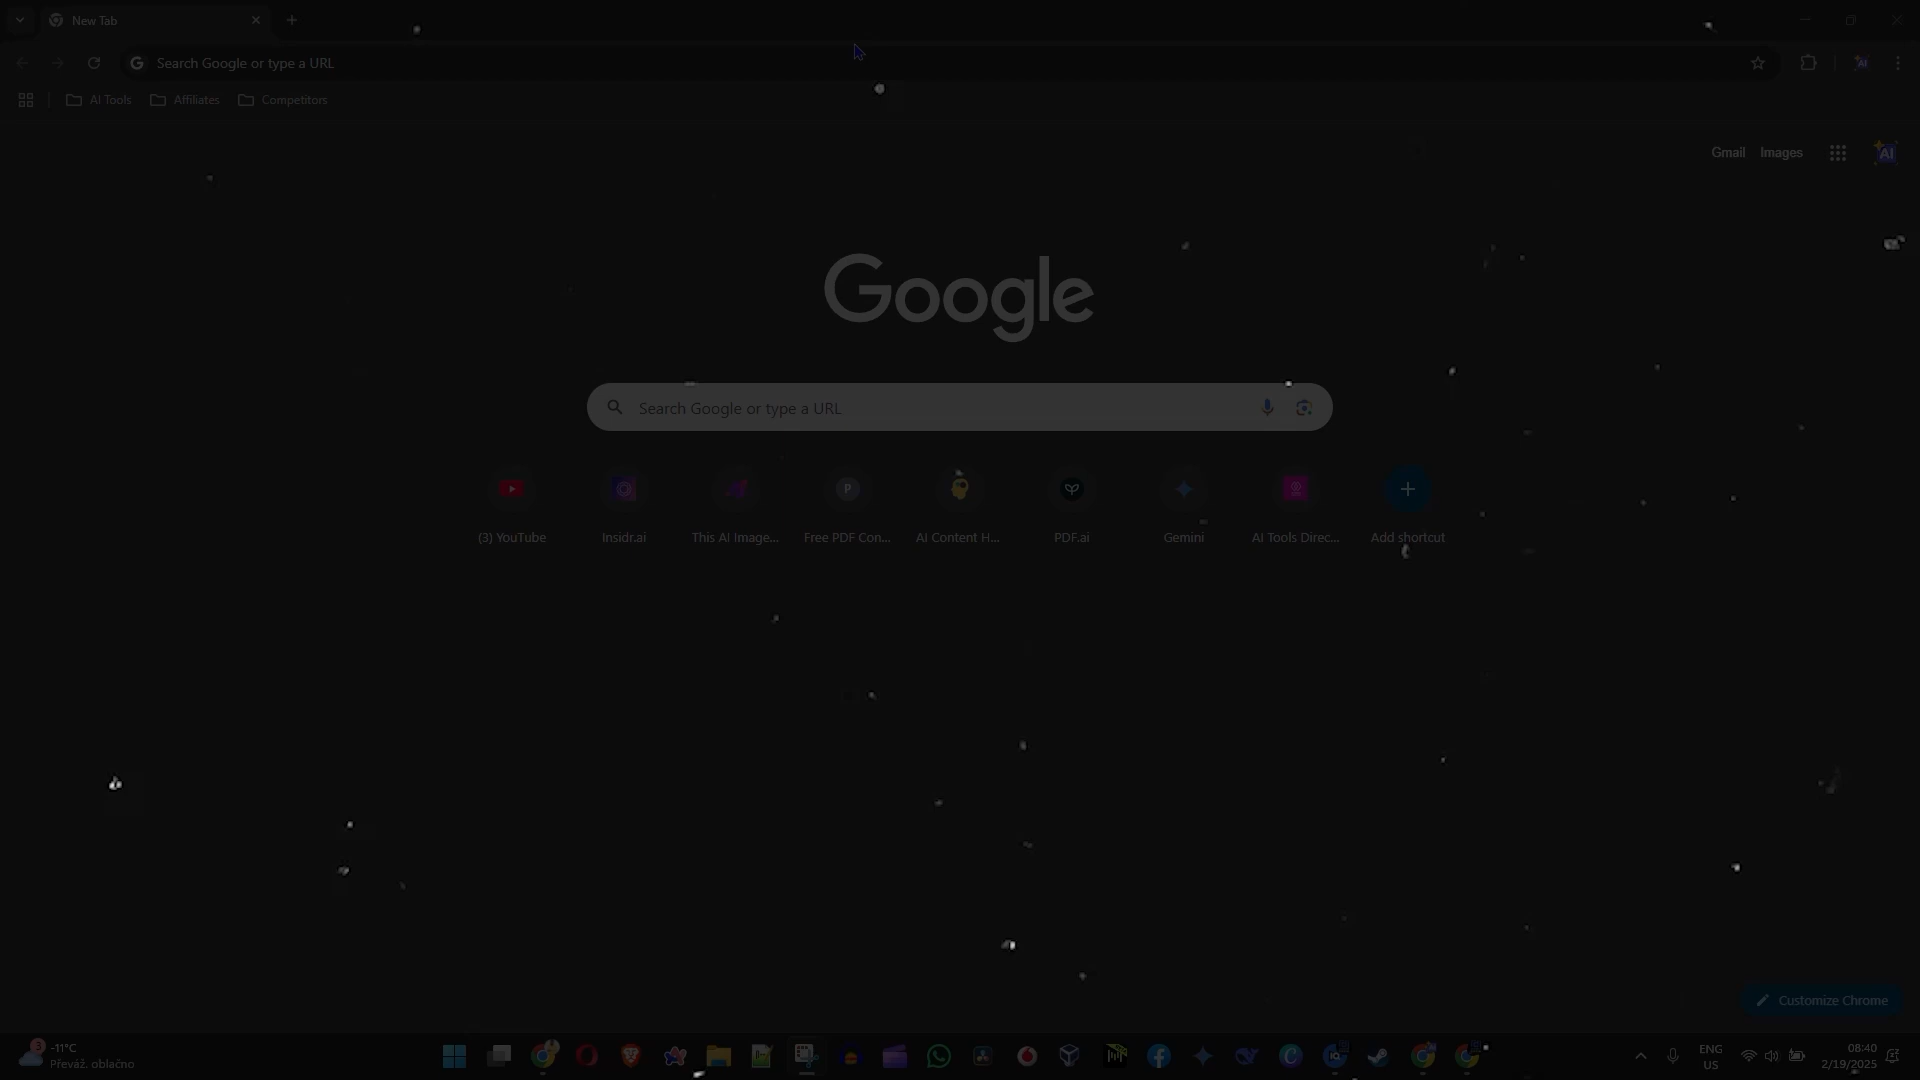 New Tab
Search Google or type a URL
AI Tools
Affiliates
Competitors
Gmail
Images
AI
Google
Search Google or type a URL
(3) YouTube
Insidr.ai
This AI Image...
Free PDF Con...
AI Content H...
PDF.ai
Gemini
AI Tools Direc...
Add shortcut
Customize Chrome
3
-11°C
Převáž. oblačno
ENG
US
08:40
2/19/2025